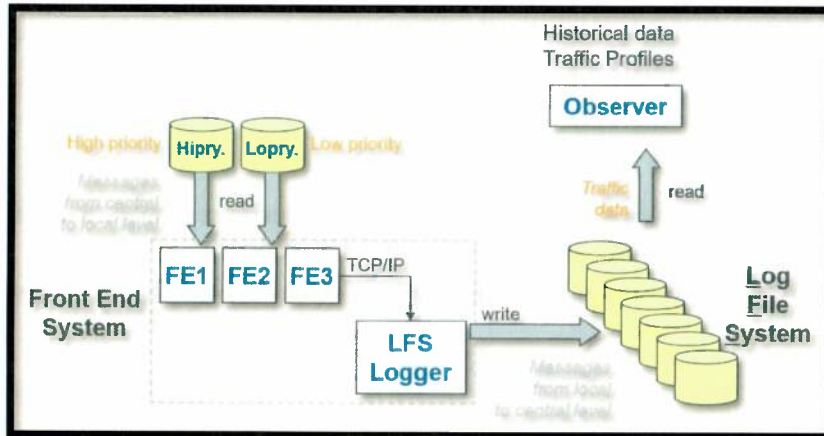 Historical data
Traffic Profiles
Observer
High priority
Hipry.
Lopry.
Low priority
Messages
from central
to local level
read
Traffic
data
read
FE1
FE2
FE3
TCP/IP
Front End
System
LFS
Logger
write
Log
File
System
Messages
from local
to central level